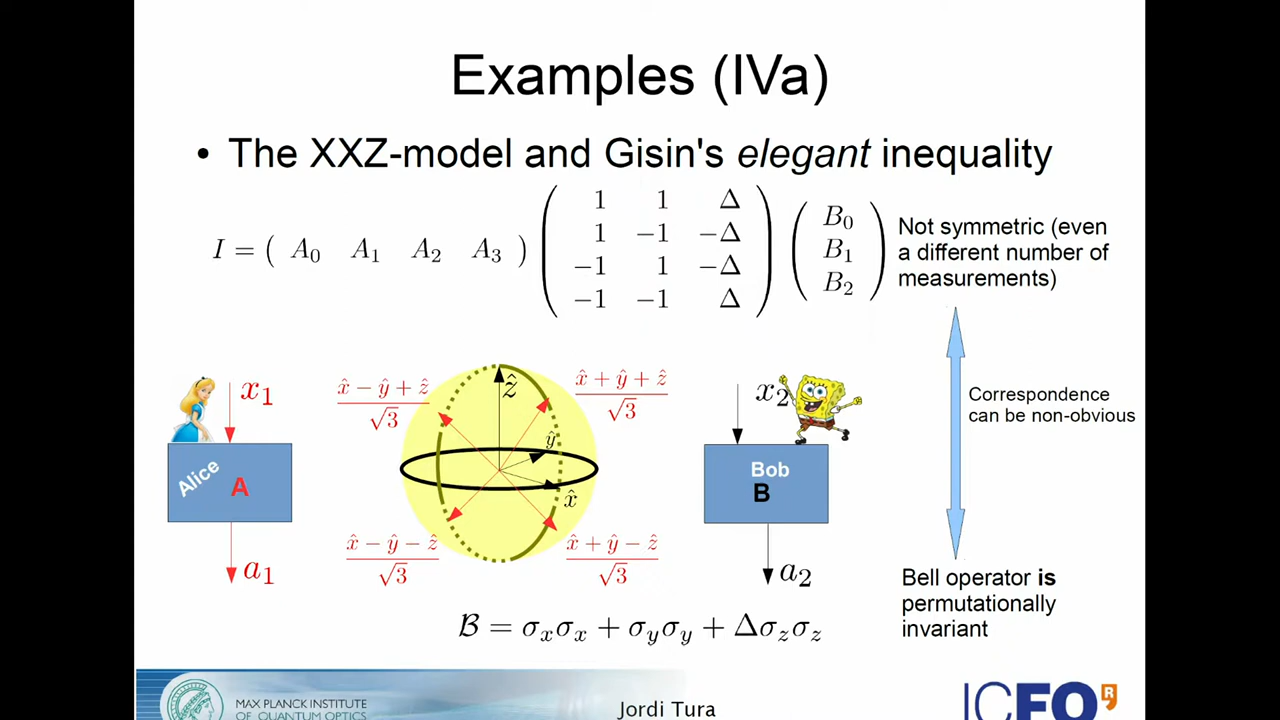 Examples (IVa)
• The XXZ-model and Gisin's elegant inequality
I = ( A₀ A₁ A₂ A₃ ) ( 1 1 Δ
1 −1 −Δ
−1 1 −Δ
−1 −1 Δ ) ( B₀
B₁
B₂ )
Not symmetric (even
a different number of
measurements)
Correspondence
can be non-obvious
Bell operator is
permutationally
invariant
x₁
Alice
A
a₁
x̂ − ŷ + ẑ
√3
x̂ + ŷ + ẑ
√3
ẑ
ŷ
x̂
x̂ − ŷ − ẑ
√3
x̂ + ŷ − ẑ
√3
x₂
Bob
B
a₂
ℬ = σₓσₓ + σ_yσ_y + Δσ_zσ_z
MAX PLANCK INSTITUTE
OF QUANTUM OPTICS
Jordi Tura
ICFO
R